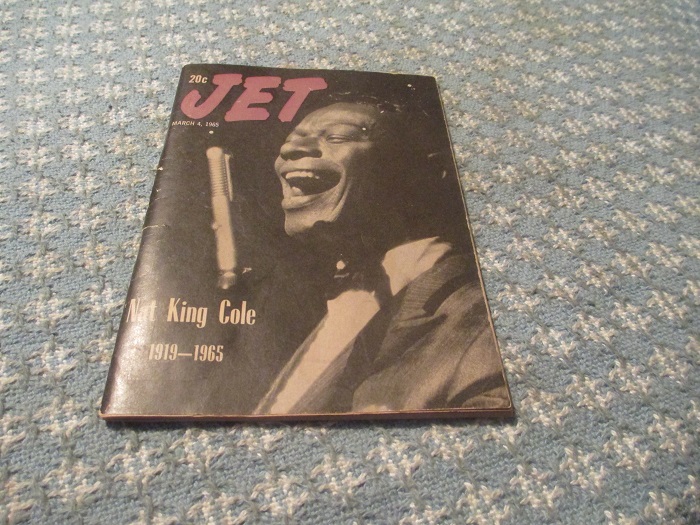 20c
JET
MARCH 4, 1965
Nat King Cole
1919—1965